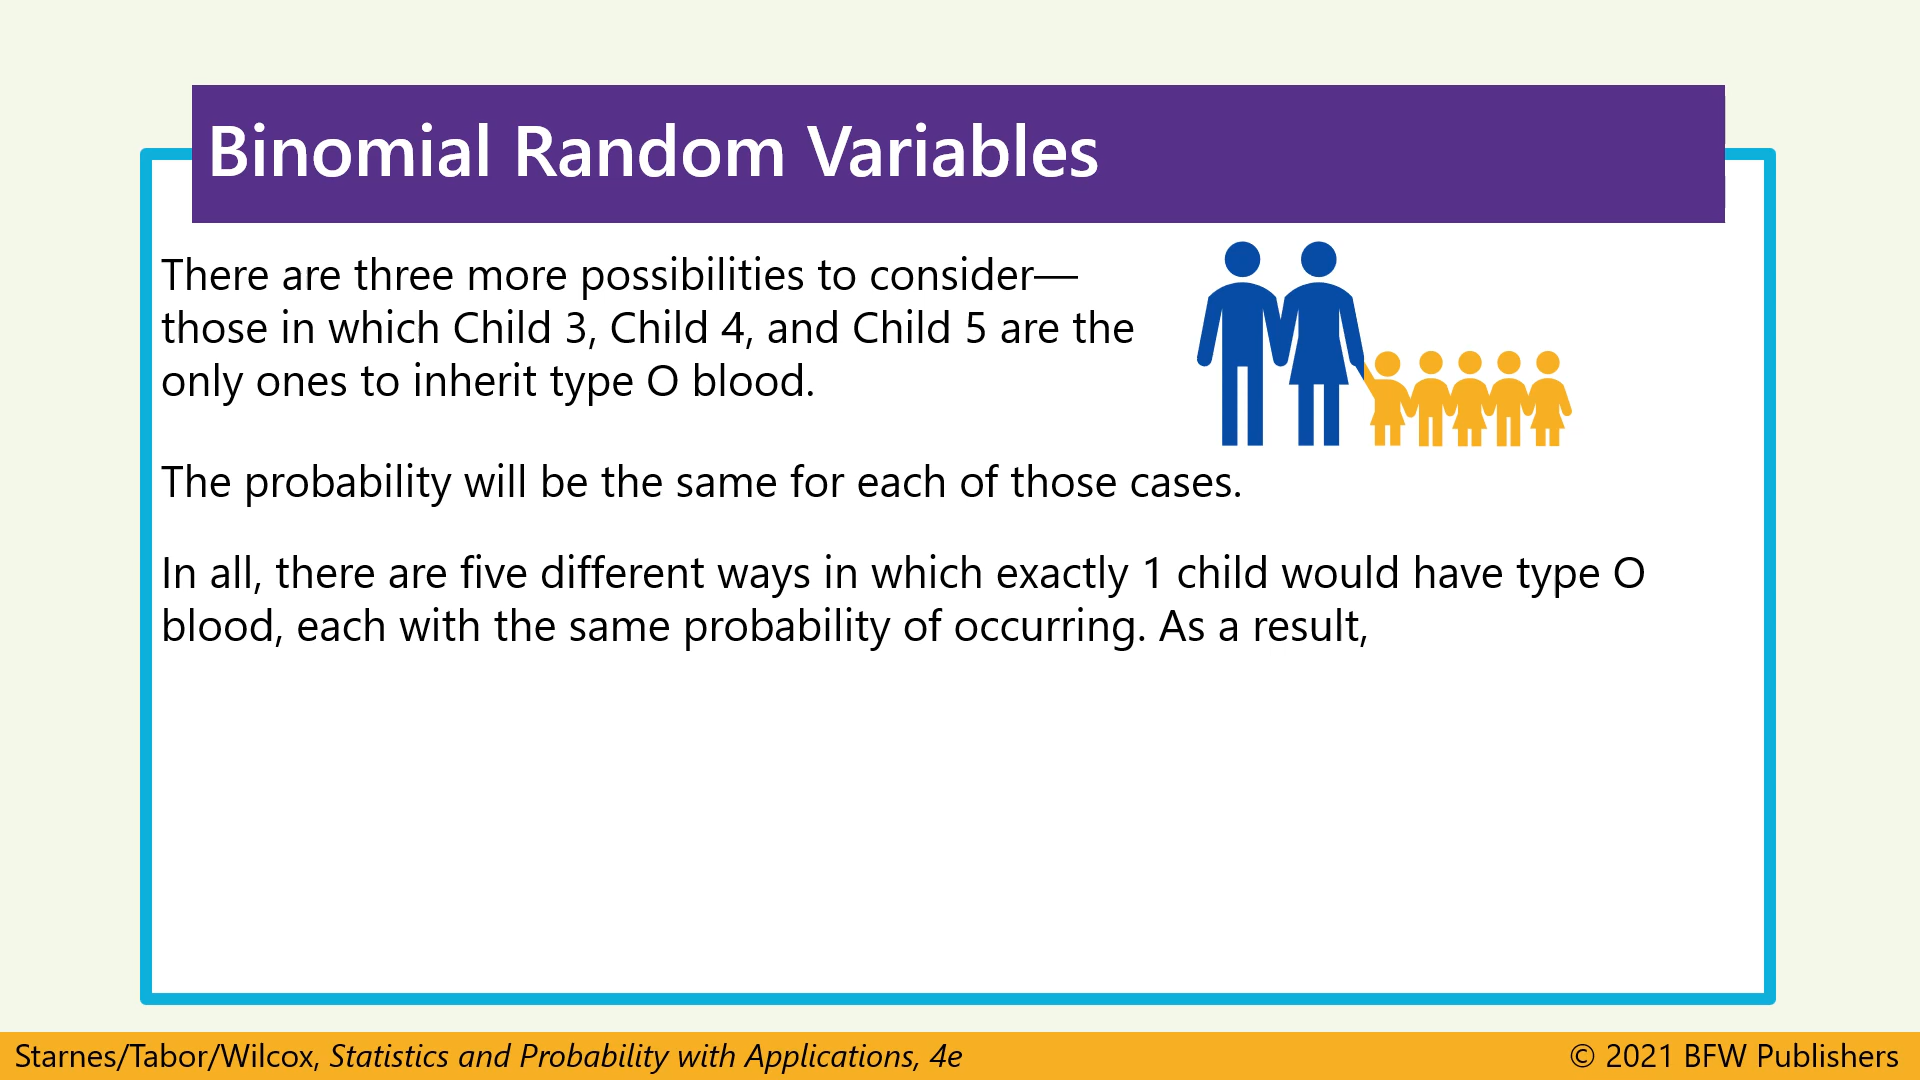 Binomial Random Variables
There are three more possibilities to consider—
those in which Child 3, Child 4, and Child 5 are the
only ones to inherit type O blood.
The probability will be the same for each of those cases.
In all, there are five different ways in which exactly 1 child would have type O
blood, each with the same probability of occurring. As a result,
Starnes/Tabor/Wilcox, Statistics and Probability with Applications, 4e
© 2021 BFW Publishers